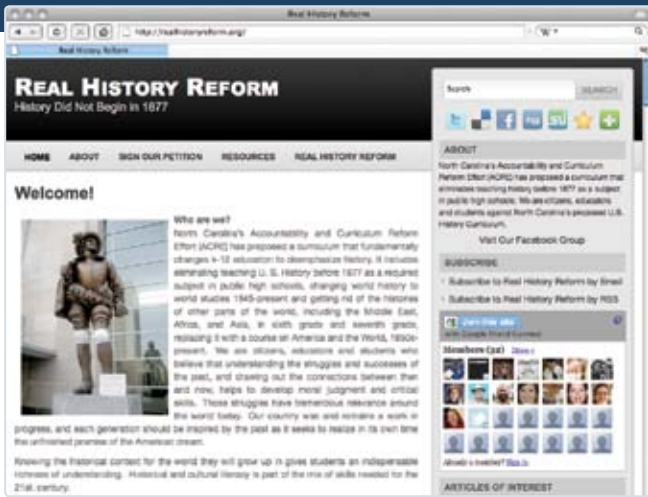 Real History Reform
http://realhistoryreform.org/
Real History Reform
REAL HISTORY REFORM
History Did Not Begin in 1877
HOME ABOUT SIGN OUR PETITION RESOURCES REAL HISTORY REFORM
Welcome!
Who are we?
North Carolina's Accountability and Curriculum Reform
Effort (ACRE) has proposed a curriculum that fundamentally
changes K-12 education to deemphasize history. It includes
eliminating teaching U. S. History before 1877 as a required
subject in public high schools, changing world history to
world studies 1945-present and getting rid of the histories
of other parts of the world, including the Middle East,
Africa, and Asia, in sixth grade and seventh grade,
replacing it with a course on America and the World, 1890s-
present. We are citizens, educators and students who
believe that understanding the struggles and successes of
the past, and drawing out the connections between then
and now, helps to develop moral judgment and critical
skills. Those struggles have tremendous relevance around
the world today. Our country was and remains a work in
progress, and each generation should be inspired by the past as it seeks to realize in its own time
the unfinished promise of the American dream.
Knowing the historical context for the world they will grow up in gives students an indispensable
richness of understanding. Historical and cultural literacy is part of the mix of skills needed for the
21st. century.
Search SEARCH
ABOUT
North Carolina's Accountability and Curriculum
Reform Effort (ACRE) has proposed a curriculum that
eliminates teaching history before 1877 as a subject
in public high schools. We are citizens, educators
and students against North Carolina's proposed U.S.
History Curriculum.
Visit Our Facebook Group
SUBSCRIBE
Subscribe to Real History Reform by Email
Subscribe to Real History Reform by RSS
Join this site
with Google Friend Connect
Members
Already a member? Sign in
ARTICLES OF INTEREST